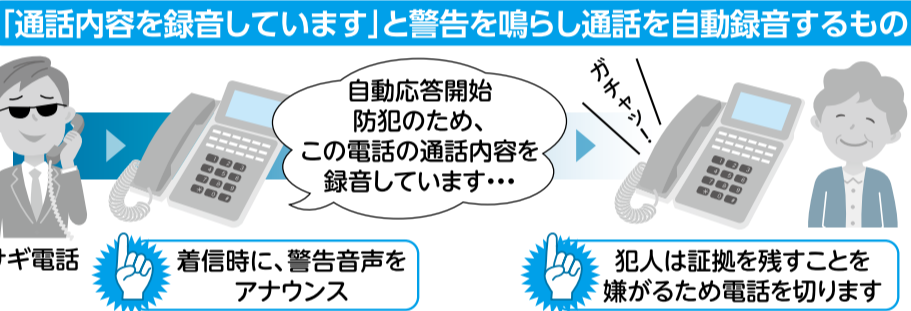 「通話内容を録音しています」と警告を鳴らし通話を自動録音するもの
自動応答開始
防犯のため、
この電話の通話内容を
録音しています・・・
ガチャッ!
ギ電話
着信時に、警告音声を
アナウンス
犯人は証拠を残すことを
嫌がるため電話を切ります